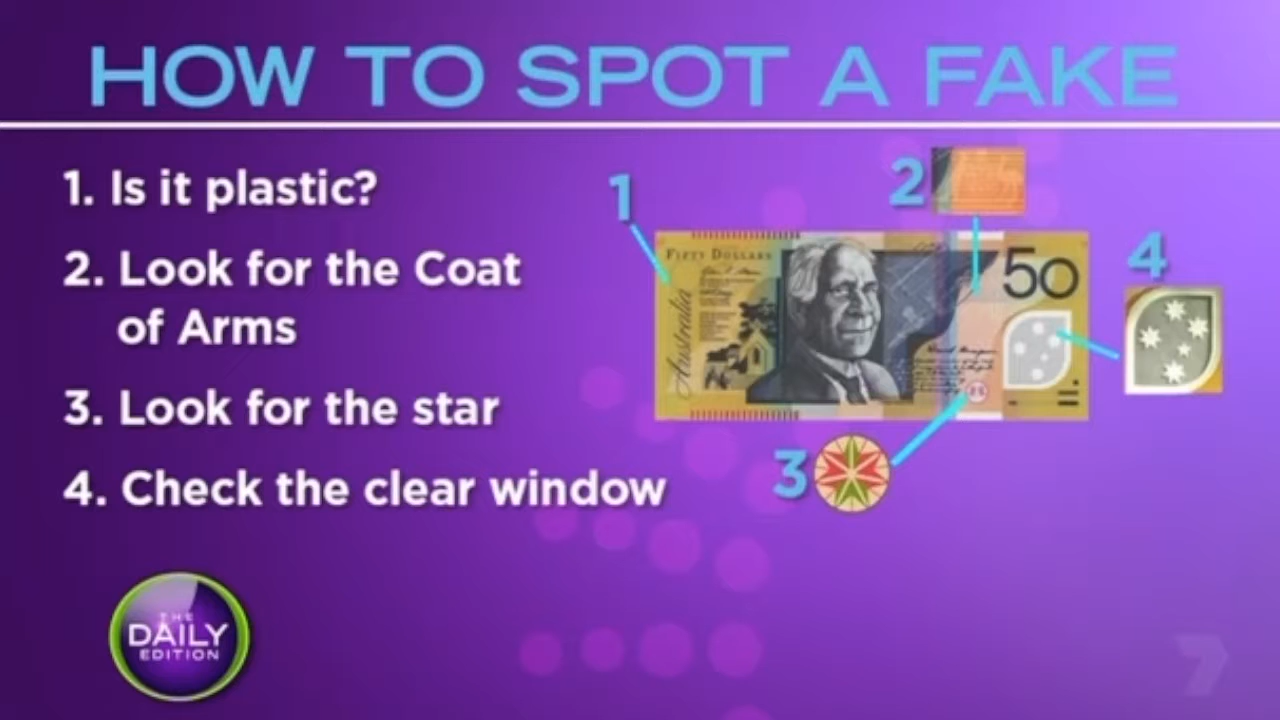 HOW TO SPOT A FAKE
1. Is it plastic?
2. Look for the Coat
of Arms
3. Look for the star
4. Check the clear window
1
2
4
FIFTY DOLLARS
50
Australia
3
THE
DAILY
EDITION
7